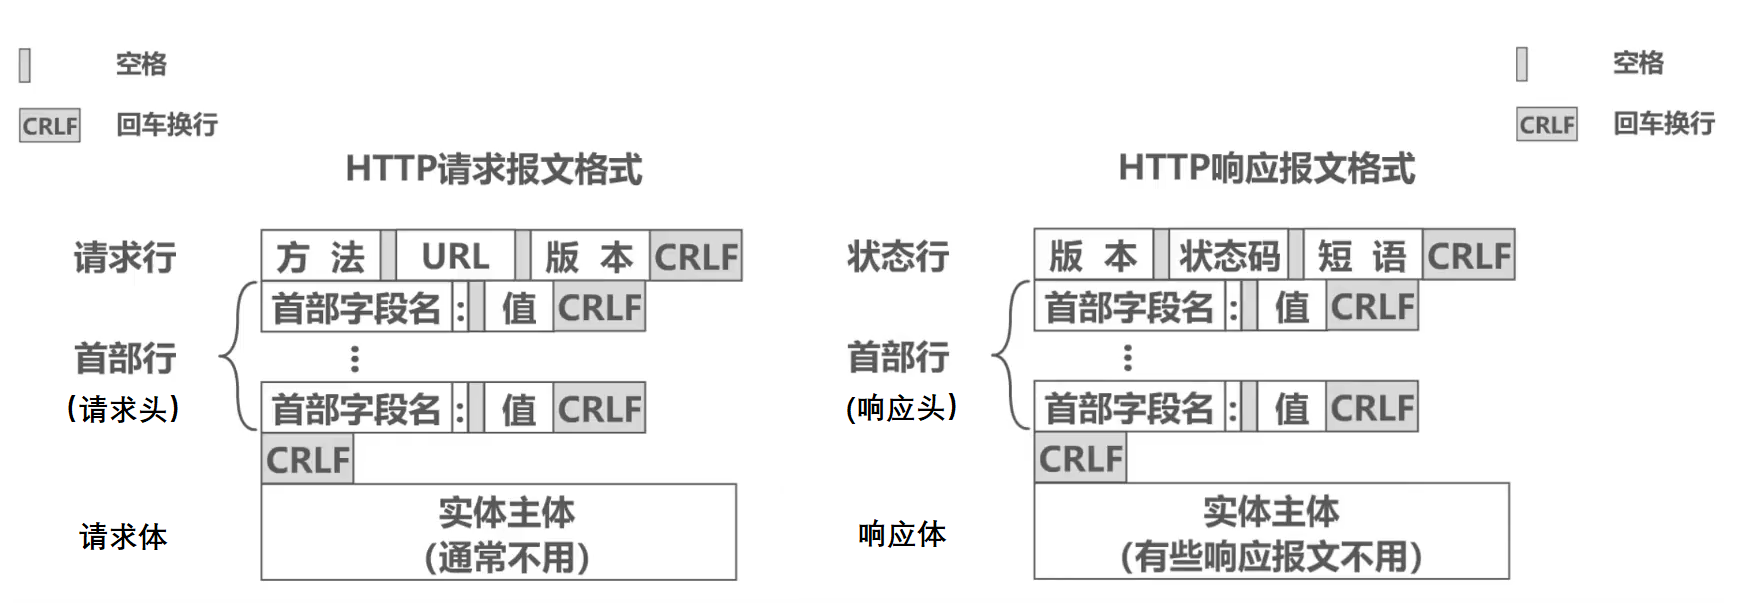 空格
CRLF 回车换行
HTTP请求报文格式
请求行 方 法 URL 版 本 CRLF
首部字段名 : 值 CRLF
首部行 ⋮
(请求头) 首部字段名 : 值 CRLF
CRLF
请求体 实体主体
(通常不用)
空格
CRLF 回车换行
HTTP响应报文格式
状态行 版 本 状态码 短 语 CRLF
首部字段名 : 值 CRLF
首部行 ⋮
(响应头) 首部字段名 : 值 CRLF
CRLF
响应体 实体主体
(有些响应报文不用)